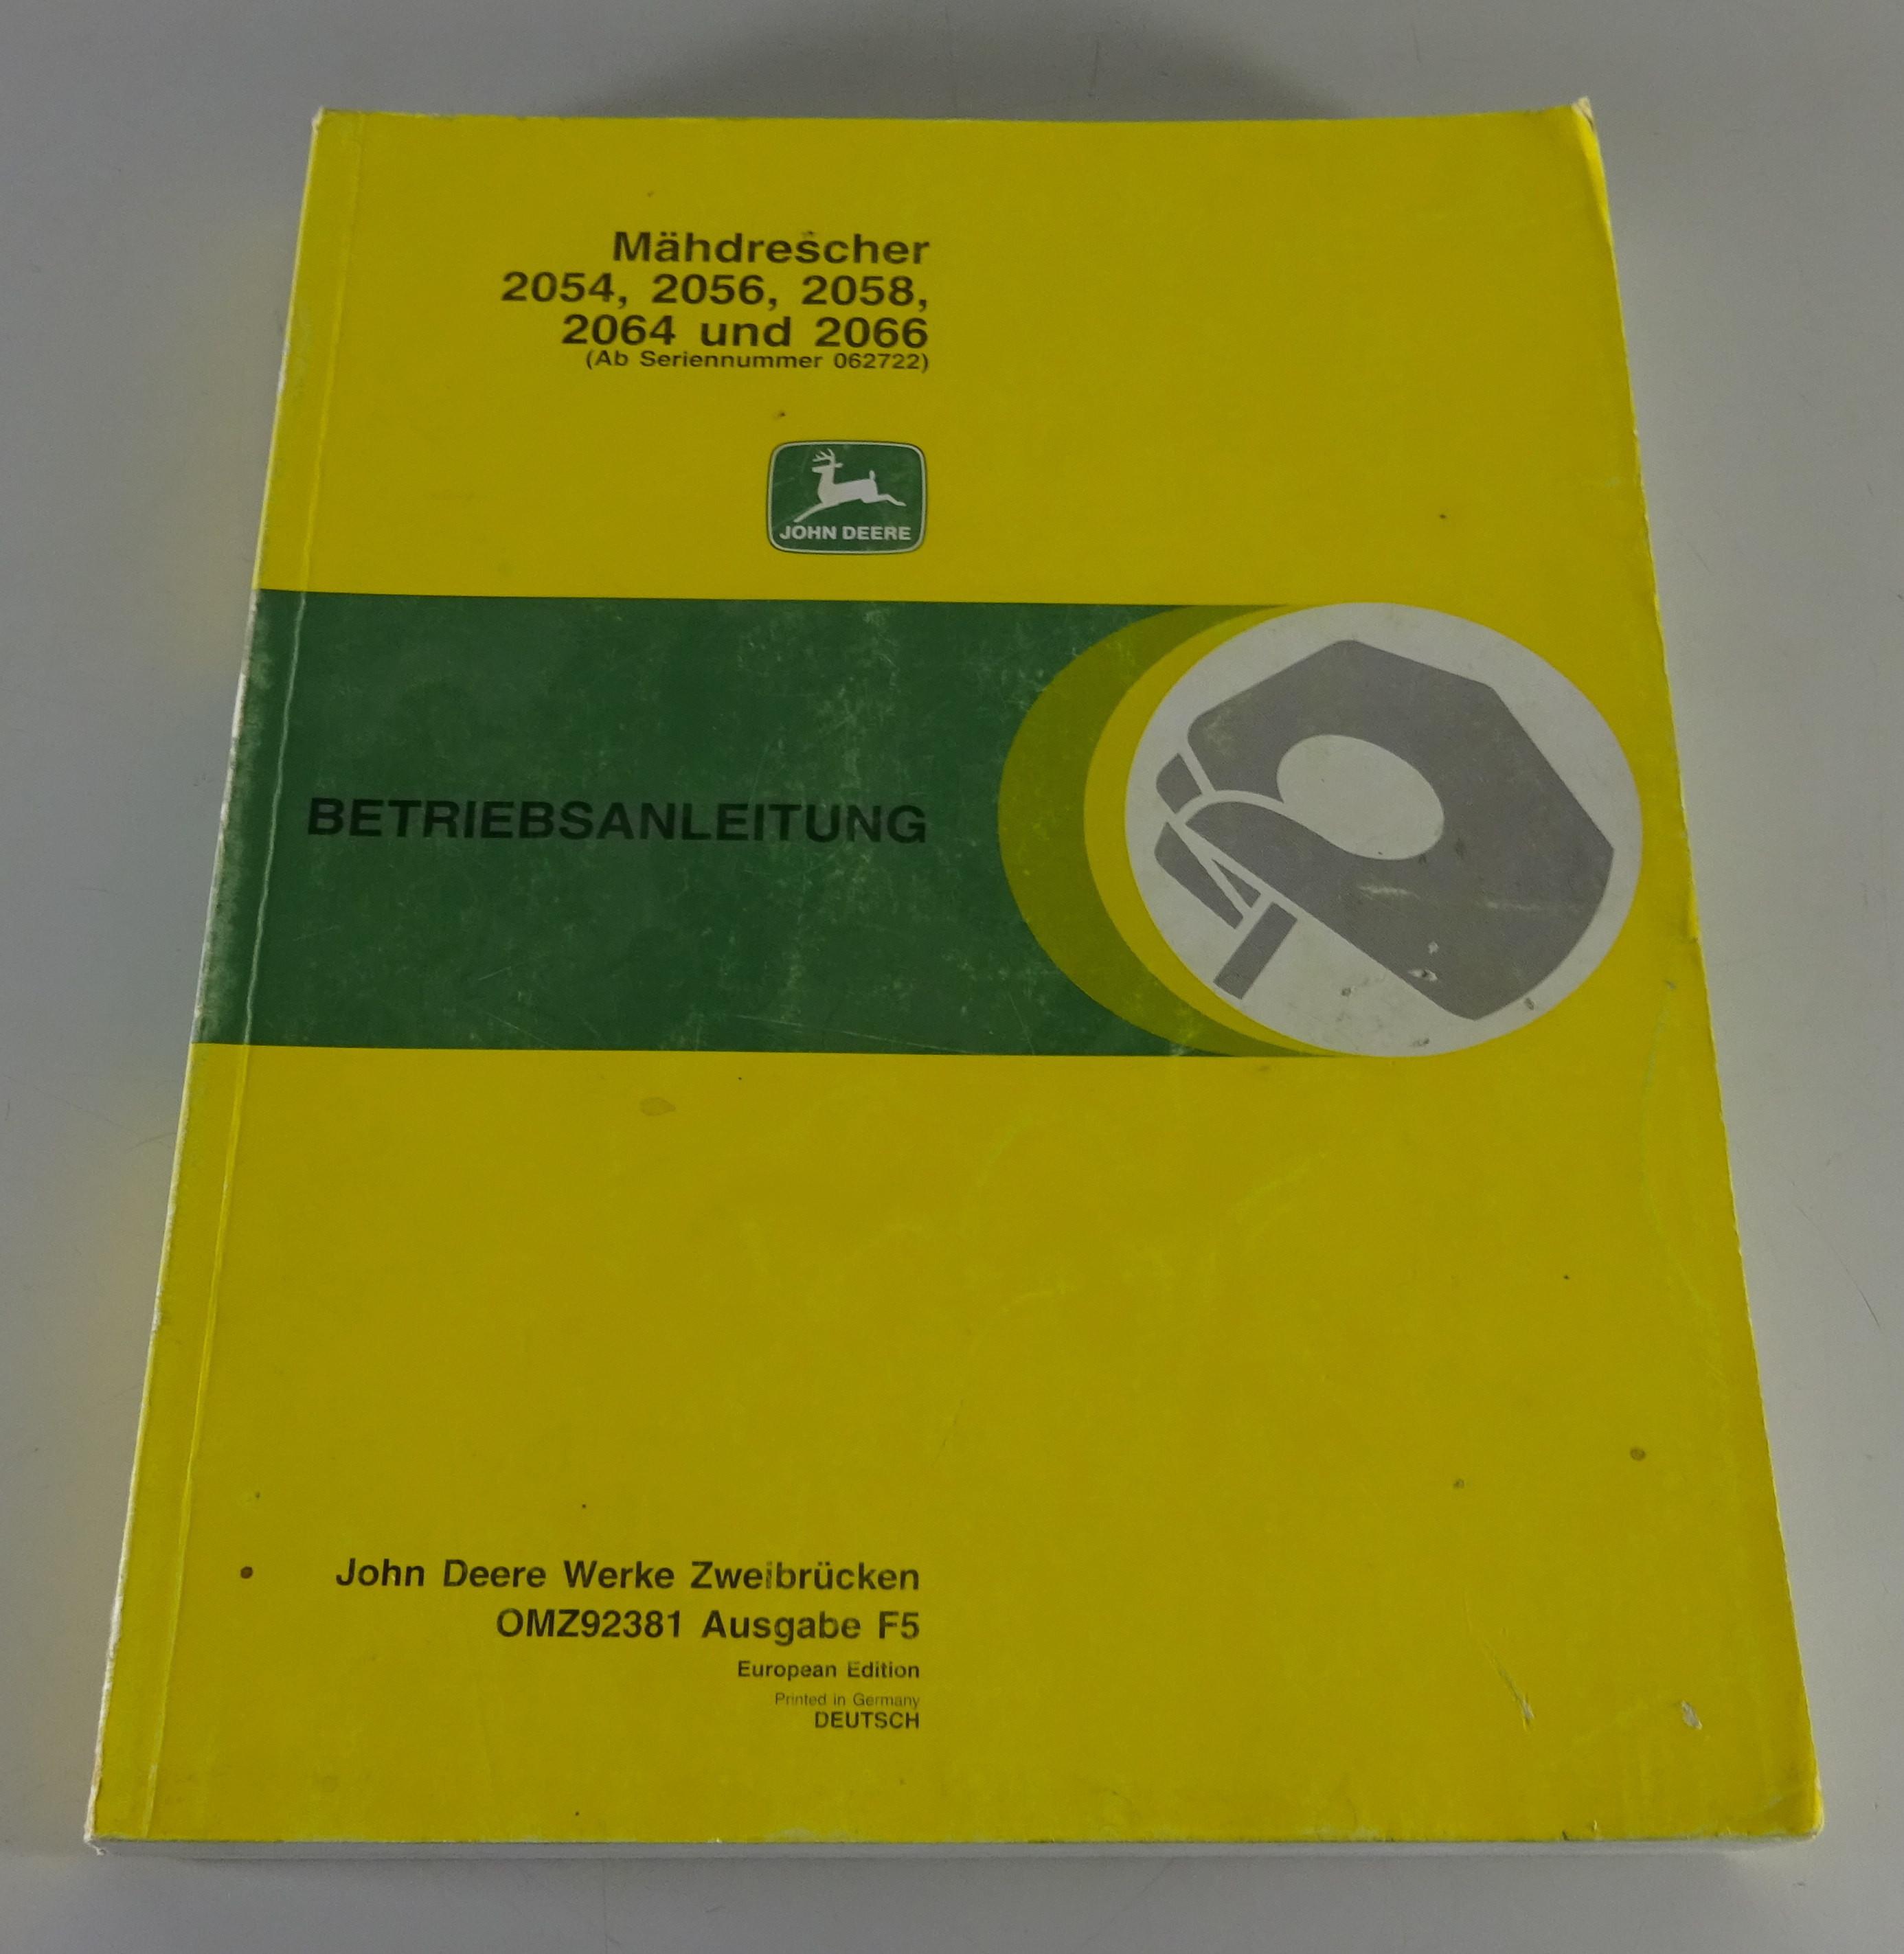 Mähdrescher
2054, 2056, 2058,
2064 und 2066
(Ab Seriennummer 062722)
JOHN DEERE
BETRIEBSANLEITUNG
John Deere Werke Zweibrücken
OMZ92381 Ausgabe F5
European Edition
Printed in Germany
DEUTSCH